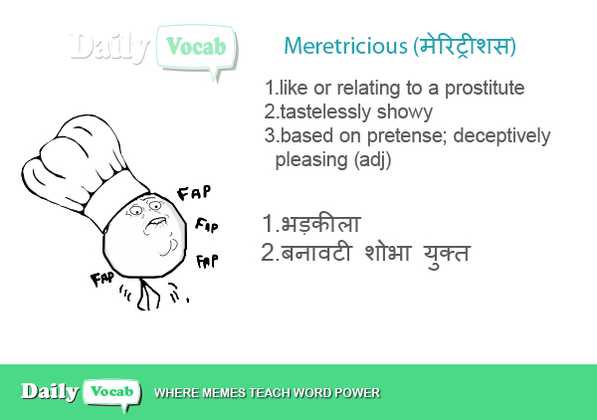 Daily Vocab
Meretricious (मेरिट्रीशस)
1.like or relating to a prostitute
2.tastelessly showy
3.based on pretense; deceptively
pleasing (adj)
FAP
FAP
FAP
FAP
1.भड़कीला
2.बनावटी शोभा युक्त
Daily Vocab WHERE MEMES TEACH WORD POWER